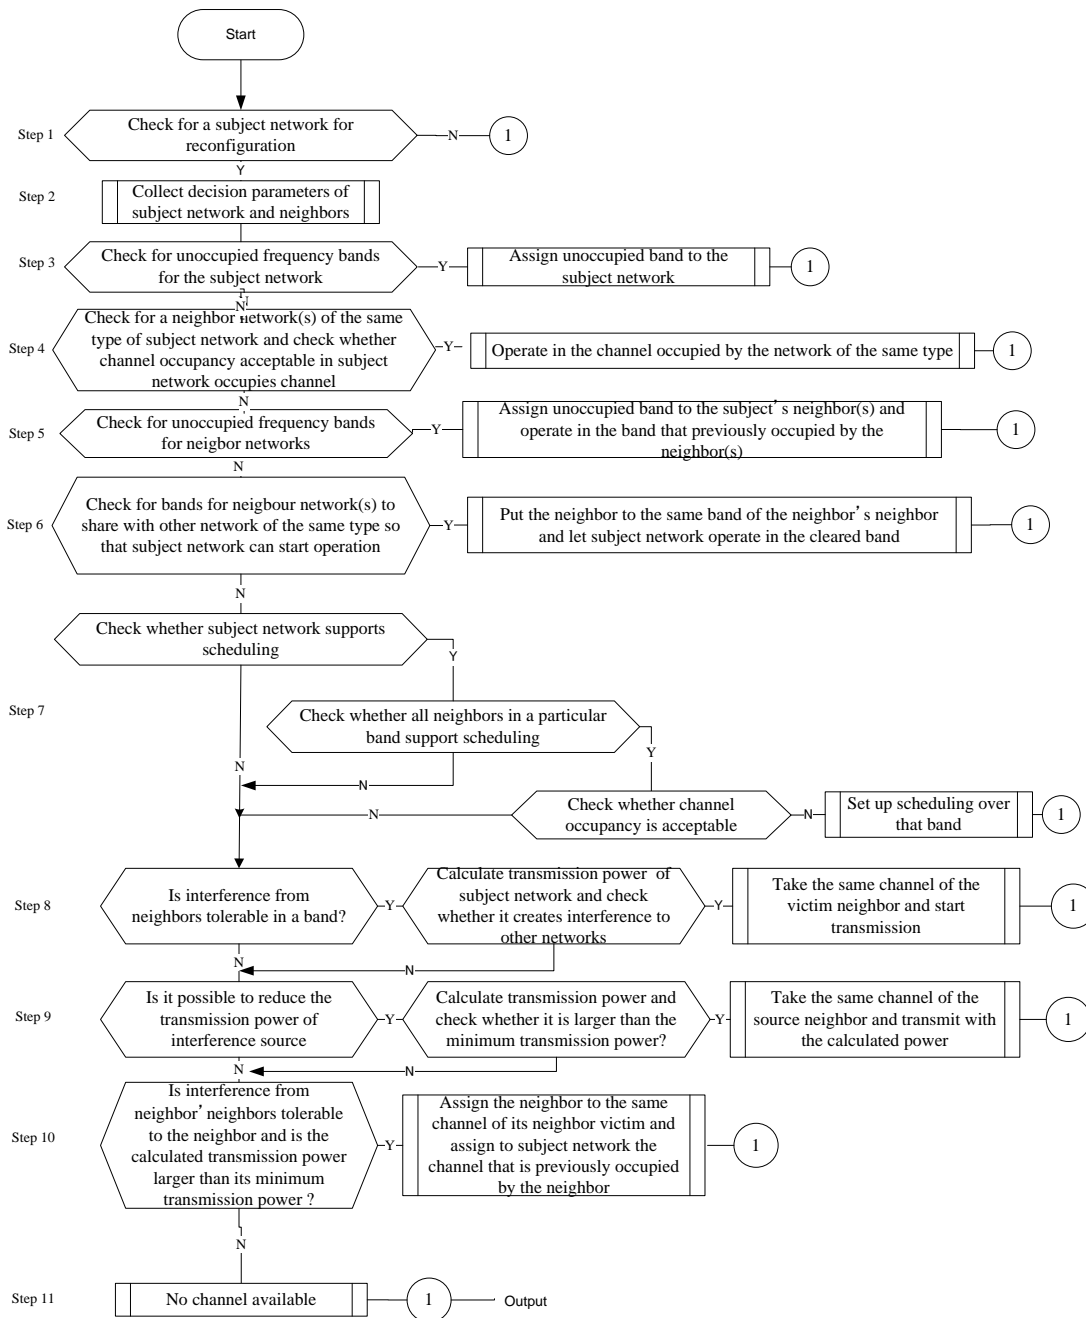 Start
Step 1
Check for a subject network for
reconfiguration
N
1
Y
Step 2
Collect decision parameters of
subject network and neighbors
Step 3
Check for unoccupied frequency bands
for the subject network
Y
Assign unoccupied band to the
subject network
1
N
Step 4
Check for a neighbor network(s) of the same
type of subject network and check whether
channel occupancy acceptable in subject
network occupies channel
Y
Operate in the channel occupied by the network of the same type
1
N
Step 5
Check for unoccupied frequency bands
for neigbor networks
Y
Assign unoccupied band to the subject's neighbor(s) and
operate in the band that previously occupied by the
neighbor(s)
1
N
Step 6
Check for bands for neigbour network(s) to
share with other network of the same type so
that subject network can start operation
Y
Put the neighbor to the same band of the neighbor's neighbor
and let subject network operate in the cleared band
1
N
Check whether subject network supports
scheduling
Y
Step 7
Check whether all neighbors in a particular
band support scheduling
Y
N
N
Check whether channel
occupancy is acceptable
N
N
Set up scheduling over
that band
1
Step 8
Is interference from
neighbors tolerable in a band?
Y
Calculate transmission power of
subject network and check
whether it creates interference to
other networks
Y
Take the same channel of the
victim neighbor and start
transmission
1
N
N
Step 9
Is it possible to reduce the
transmission power of
interference source
Y
Calculate transmission power and
check whether it is larger than the
minimum transmission power?
Y
Take the same channel of the
source neighbor and transmit with
the calculated power
1
N
N
Step 10
Is interference from
neighbor' neighbors tolerable
to the neighbor and is the
calculated transmission power
larger than its minimum
transmission power ?
Y
Assign the neighbor to the same
channel of its neighbor victim and
assign to subject network the
channel that is previously occupied
by the neighbor
1
N
Step 11
No channel available
1
Output